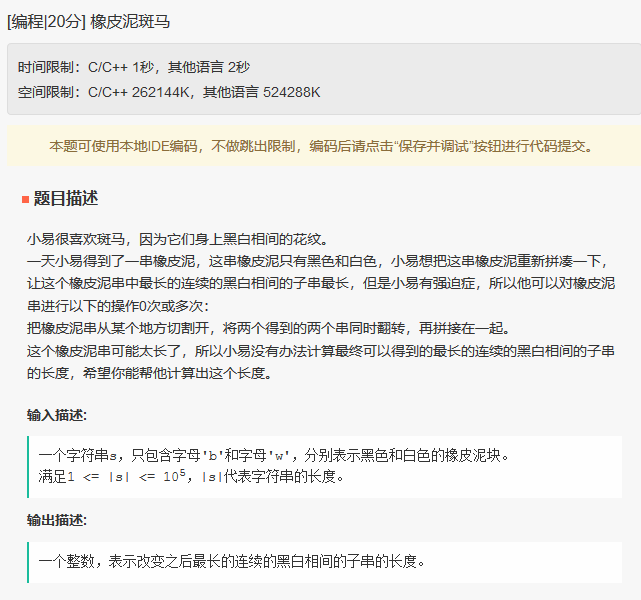 [编程|20分] 橡皮泥斑马
时间限制：C/C++ 1秒，其他语言 2秒
空间限制：C/C++ 262144K，其他语言 524288K
本题可使用本地IDE编码，不做跳出限制，编码后请点击“保存并调试”按钮进行代码提交。
题目描述
小易很喜欢斑马，因为它们身上黑白相间的花纹。
一天小易得到了一串橡皮泥，这串橡皮泥只有黑色和白色，小易想把这串橡皮泥重新拼凑一下，
让这个橡皮泥串中最长的连续的黑白相间的子串最长，但是小易有强迫症，所以他可以对橡皮泥
串进行以下的操作0次或多次：
把橡皮泥串从某个地方切割开，将两个得到的两个串同时翻转，再拼接在一起。
这个橡皮泥串可能太长了，所以小易没有办法计算最终可以得到的最长的连续的黑白相间的子串
的长度，希望你能帮他计算出这个长度。
输入描述:
一个字符串s，只包含字母'b'和字母'w'，分别表示黑色和白色的橡皮泥块。
满足1 <= |s| <= 10⁵，|s|代表字符串的长度。
输出描述:
一个整数，表示改变之后最长的连续的黑白相间的子串的长度。